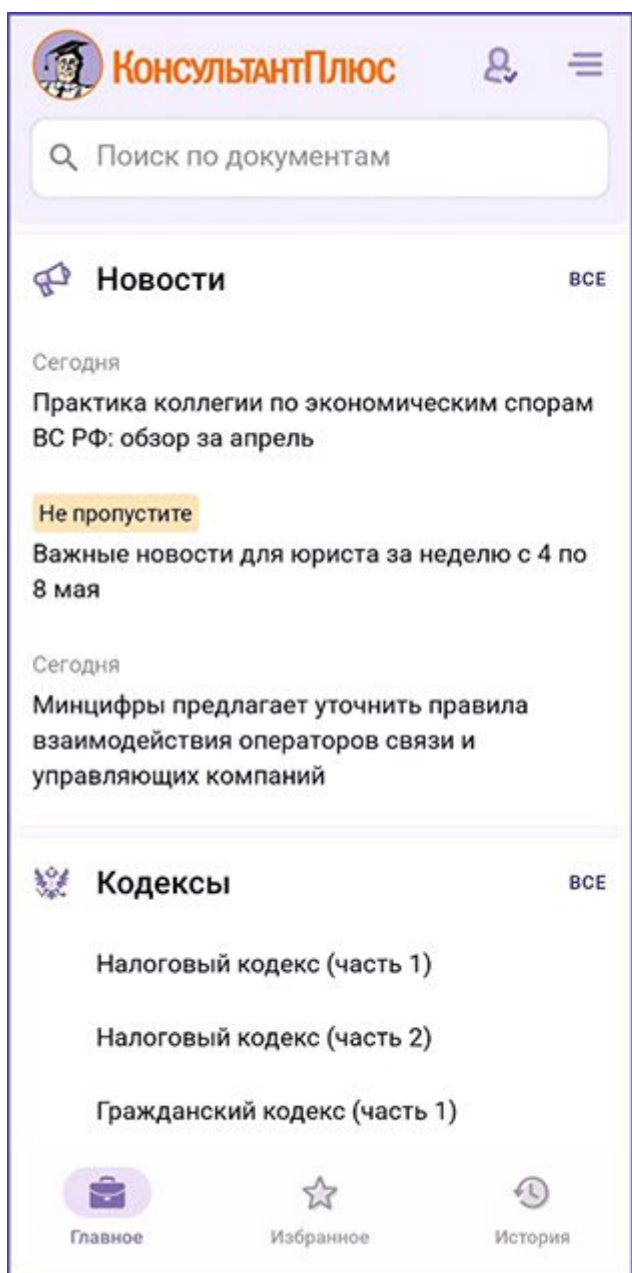 КонсультантПлюс
Поиск по документам
Новости
ВСЕ
Сегодня
Практика коллегии по экономическим спорам
ВС РФ: обзор за апрель
Не пропустите
Важные новости для юриста за неделю с 4 по
8 мая
Сегодня
Минцифры предлагает уточнить правила
взаимодействия операторов связи и
управляющих компаний
Кодексы
ВСЕ
Налоговый кодекс (часть 1)
Налоговый кодекс (часть 2)
Гражданский кодекс (часть 1)
Главное
Избранное
История